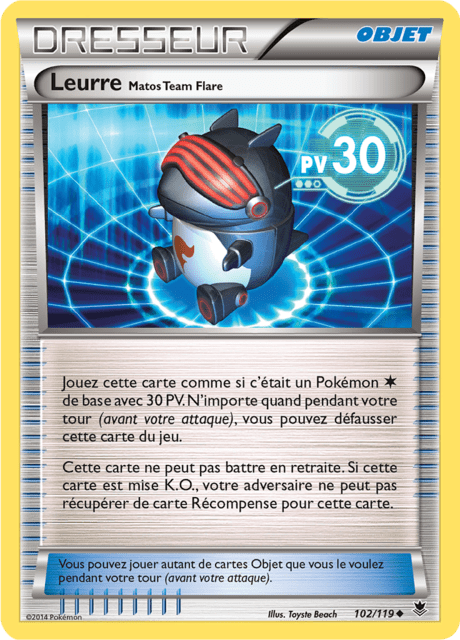 DRESSEUR
OBJET
Leurre Matos Team Flare
PV 30
Jouez cette carte comme si c'était un Pokémon
de base avec 30 PV. N'importe quand pendant votre
tour (avant votre attaque), vous pouvez défausser
cette carte du jeu.
Cette carte ne peut pas battre en retraite. Si cette
carte est mise K.O., votre adversaire ne peut pas
récupérer de carte Récompense pour cette carte.
Vous pouvez jouer autant de cartes Objet que vous le voulez
pendant votre tour (avant votre attaque).
©2014 Pokémon
Illus. Toyste Beach
102/119